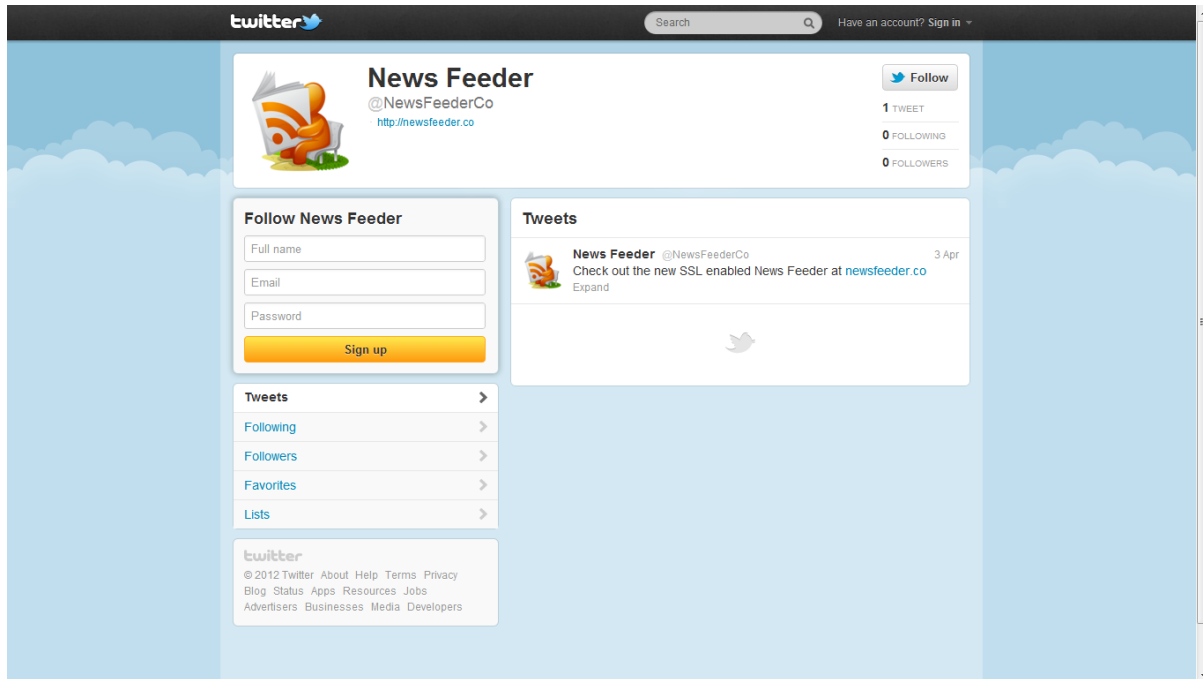 twitter
Search
Have an account? Sign in
News Feeder
@NewsFeederCo
http://newsfeeder.co
Follow
1 TWEET
0 FOLLOWING
0 FOLLOWERS
Follow News Feeder
Full name
Email
Password
Sign up
Tweets
Following
Followers
Favorites
Lists
twitter
© 2012 Twitter About Help Terms Privacy
Blog Status Apps Resources Jobs
Advertisers Businesses Media Developers
Tweets
News Feeder @NewsFeederCo 3 Apr
Check out the new SSL enabled News Feeder at newsfeeder.co
Expand